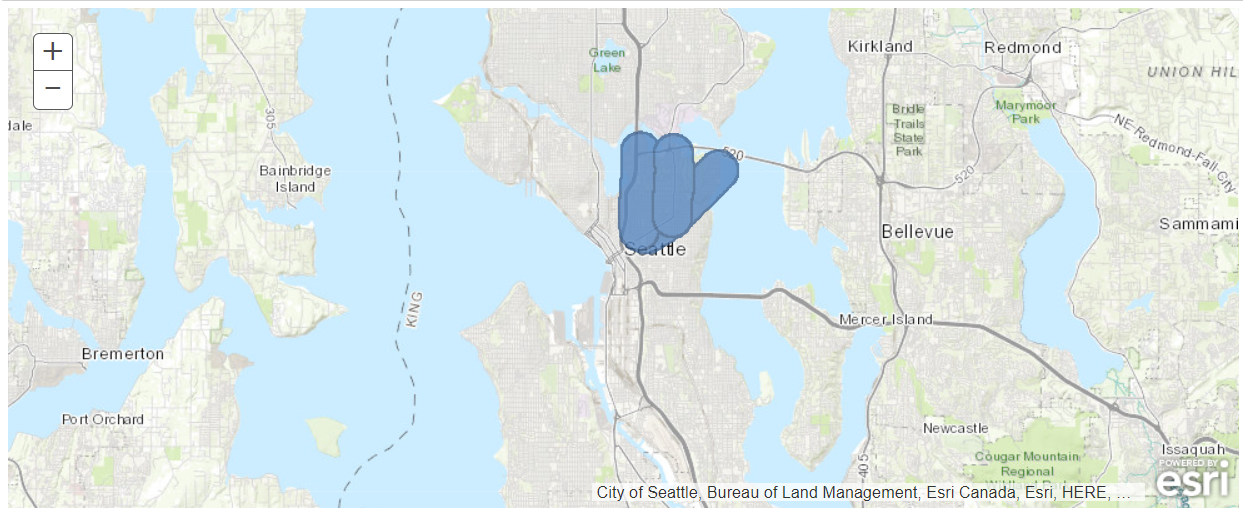 +
−
Green
Lake
Kirkland
Redmond
UNION HIL
dale
305
Bridle
Trails
State
Park
Marymoor
Park
NE Redmond-Fall City
Bainbridge
Island
520
520
Sammami
Seattle
Bellevue
KING
Mercer Island
Bremerton
Port Orchard
Newcastle
405
Cougar Mountain
Regional
Issaquah
POWERED BY
esri
City of Seattle, Bureau of Land Management, Esri Canada, Esri, HERE, ...